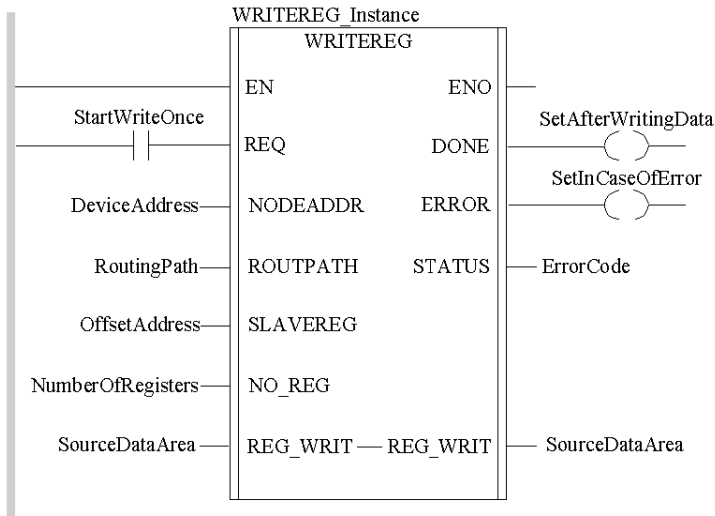 WRITEREG_Instance
WRITEREG
EN ENO
StartWriteOnce SetAfterWritingData
REQ DONE
SetInCaseOfError
DeviceAddress NODEADDR ERROR
RoutingPath ROUTPATH STATUS ErrorCode
OffsetAddress SLAVEREG
NumberOfRegisters NO_REG
SourceDataArea REG_WRIT REG_WRIT SourceDataArea